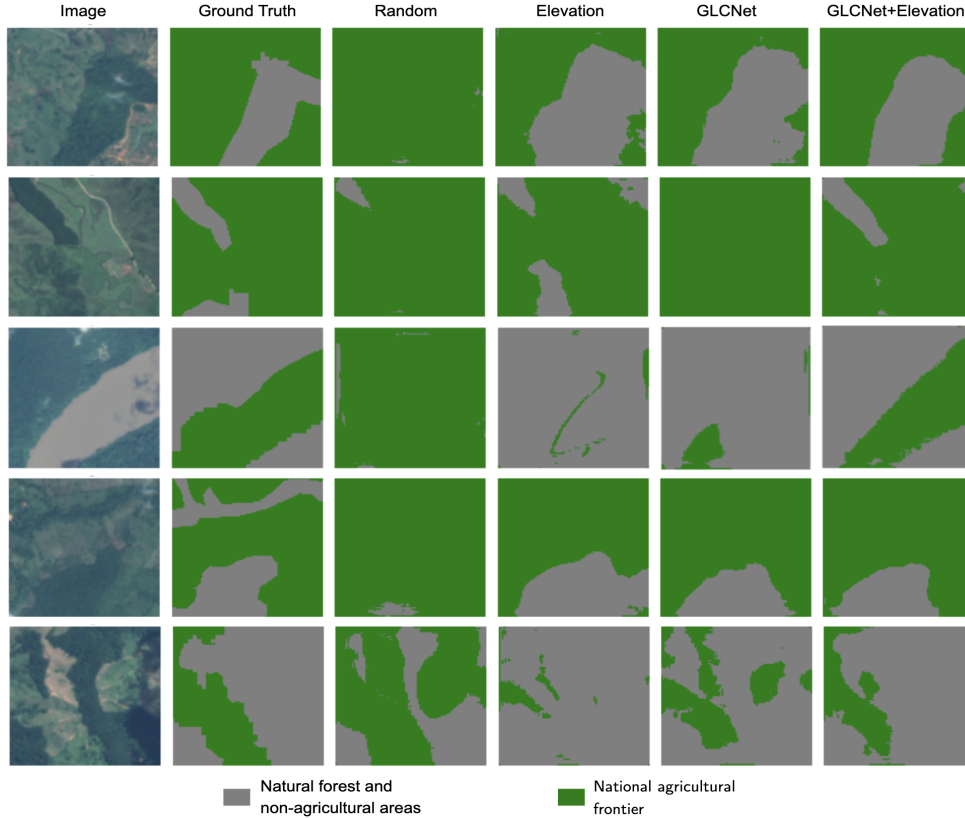 Image Ground Truth Random Elevation GLCNet GLCNet+Elevation
Natural forest and
non-agricultural areas
National agricultural
frontier